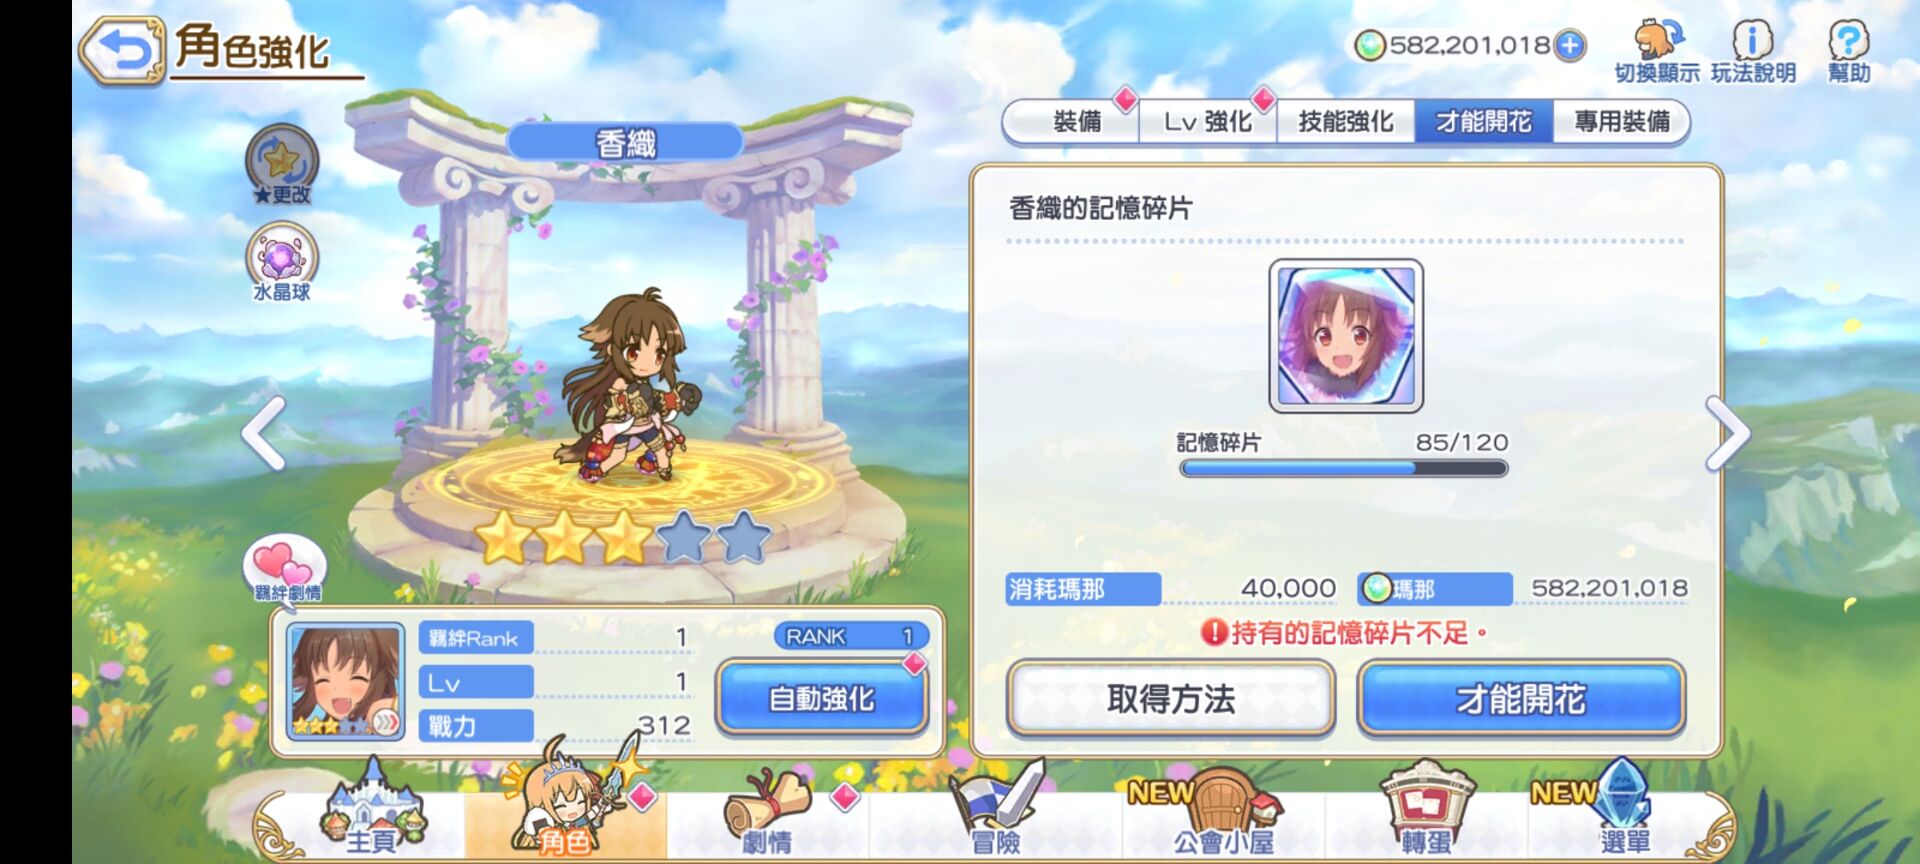 角色強化
582,201,018
切換顯示
玩法說明
幫助
★更改
水晶球
香織
裝備
Lv 強化
技能強化
才能開花
專用裝備
香織的記憶碎片
記憶碎片
85/120
消耗瑪那
40,000
瑪那
582,201,018
持有的記憶碎片不足。
取得方法
才能開花
羈絆劇情
羈絆Rank
1
RANK
1
Lv
1
自動強化
戰力
312
主頁
角色
劇情
冒險
NEW
公會小屋
轉蛋
NEW
選單